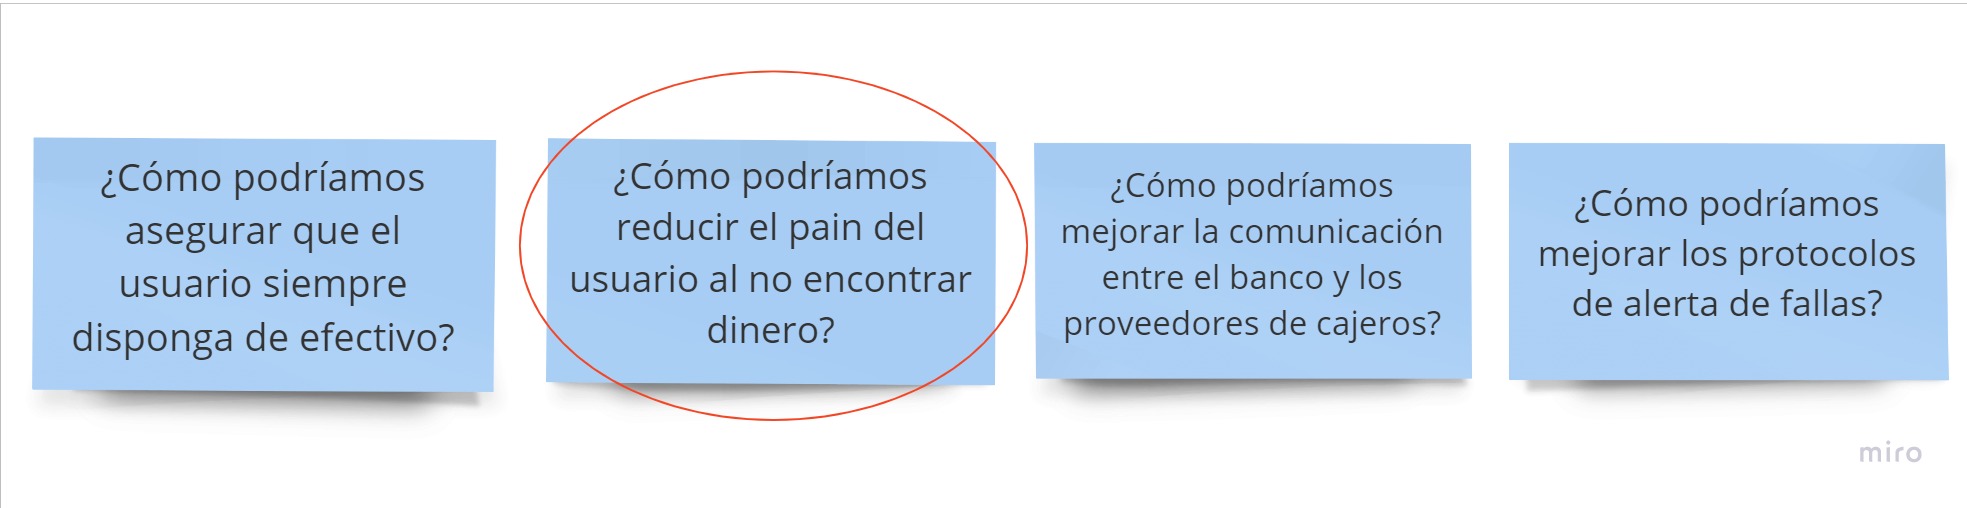 ¿Cómo podríamos
asegurar que el
usuario siempre
disponga de efectivo?
¿Cómo podríamos
reducir el pain del
usuario al no encontrar
dinero?
¿Cómo podríamos
mejorar la comunicación
entre el banco y los
proveedores de cajeros?
¿Cómo podríamos
mejorar los protocolos
de alerta de fallas?
miro